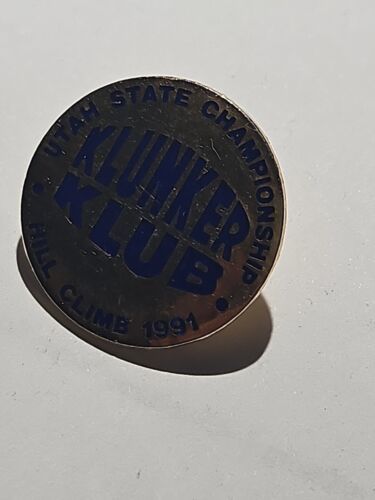 UTAH STATE CHAMPIONSHIP
KLUNKER
KLUB
HILL CLIMB 1991